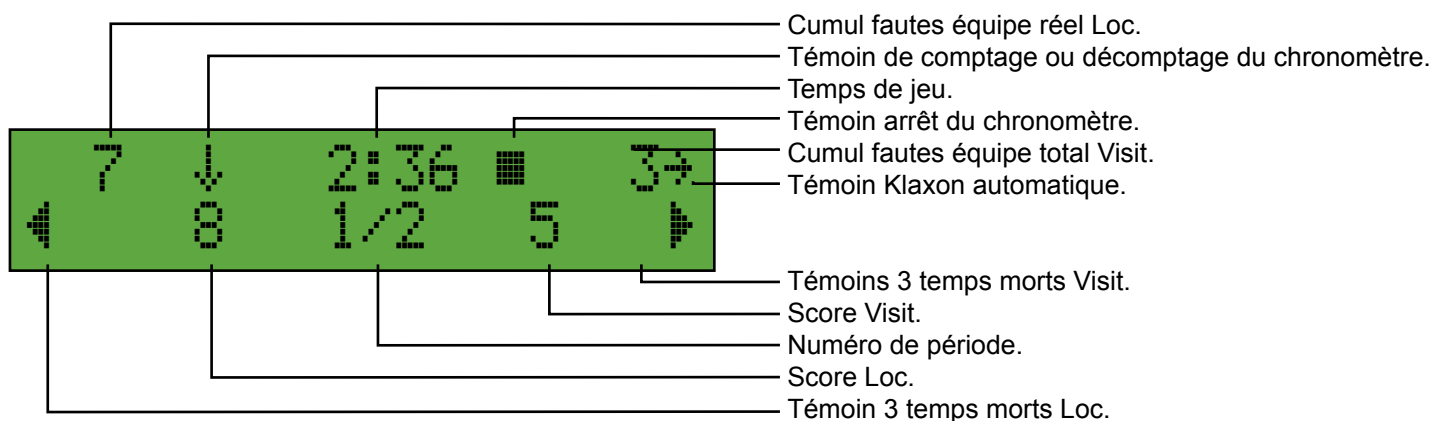 Cumul fautes équipe réel Loc.
Témoin de comptage ou décomptage du chronomètre.
Temps de jeu.
Témoin arrêt du chronomètre.
Cumul fautes équipe total Visit.
Témoin Klaxon automatique.
7 ↓ 2:36 ■ 3→
◀ 8 1/2 5 ▶
Témoins 3 temps morts Visit.
Score Visit.
Numéro de période.
Score Loc.
Témoin 3 temps morts Loc.